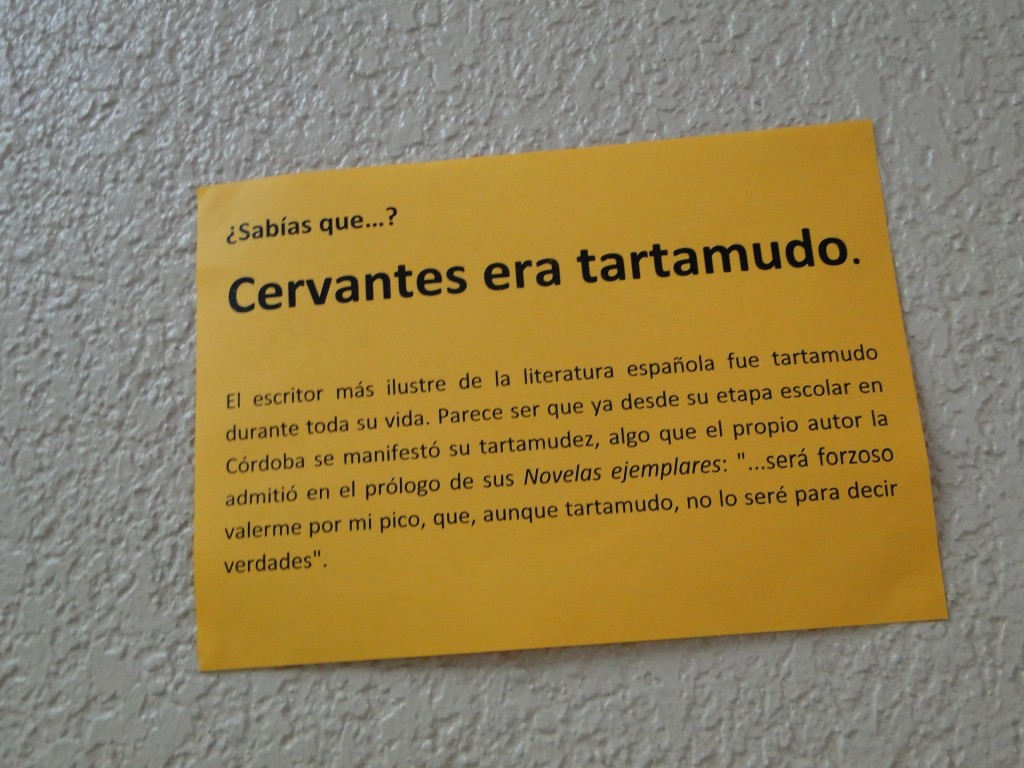 ¿Sabías que...?
Cervantes era tartamudo.
El escritor más ilustre de la literatura española fue tartamudo
durante toda su vida. Parece ser que ya desde su etapa escolar en
Córdoba se manifestó su tartamudez, algo que el propio autor la
admitió en el prólogo de sus Novelas ejemplares: "...será forzoso
valerme por mi pico, que, aunque tartamudo, no lo seré para decir
verdades".